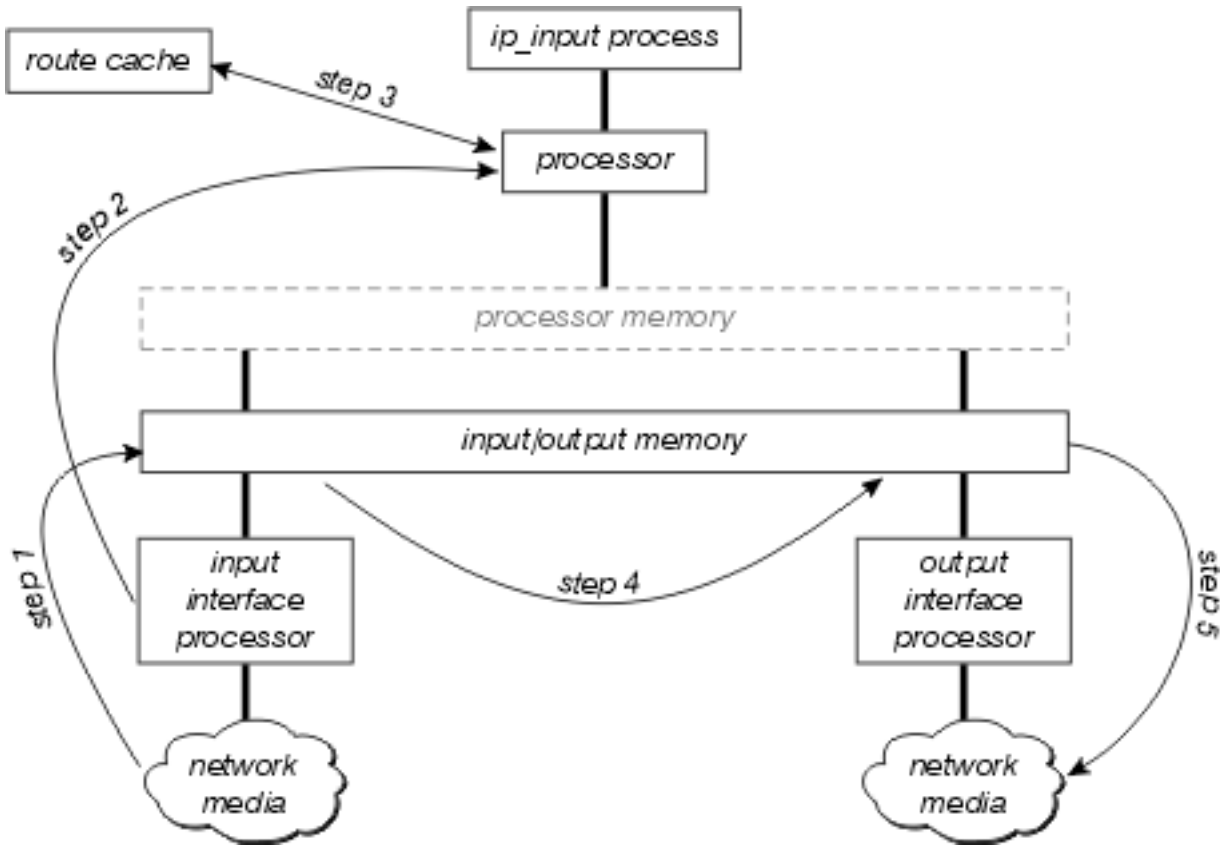 ip_input process
route cache
step 3
processor
step 2
processor memory
input/output memory
step 1
input
interface
processor
step 4
output
interface
processor
step 5
network
media
network
media